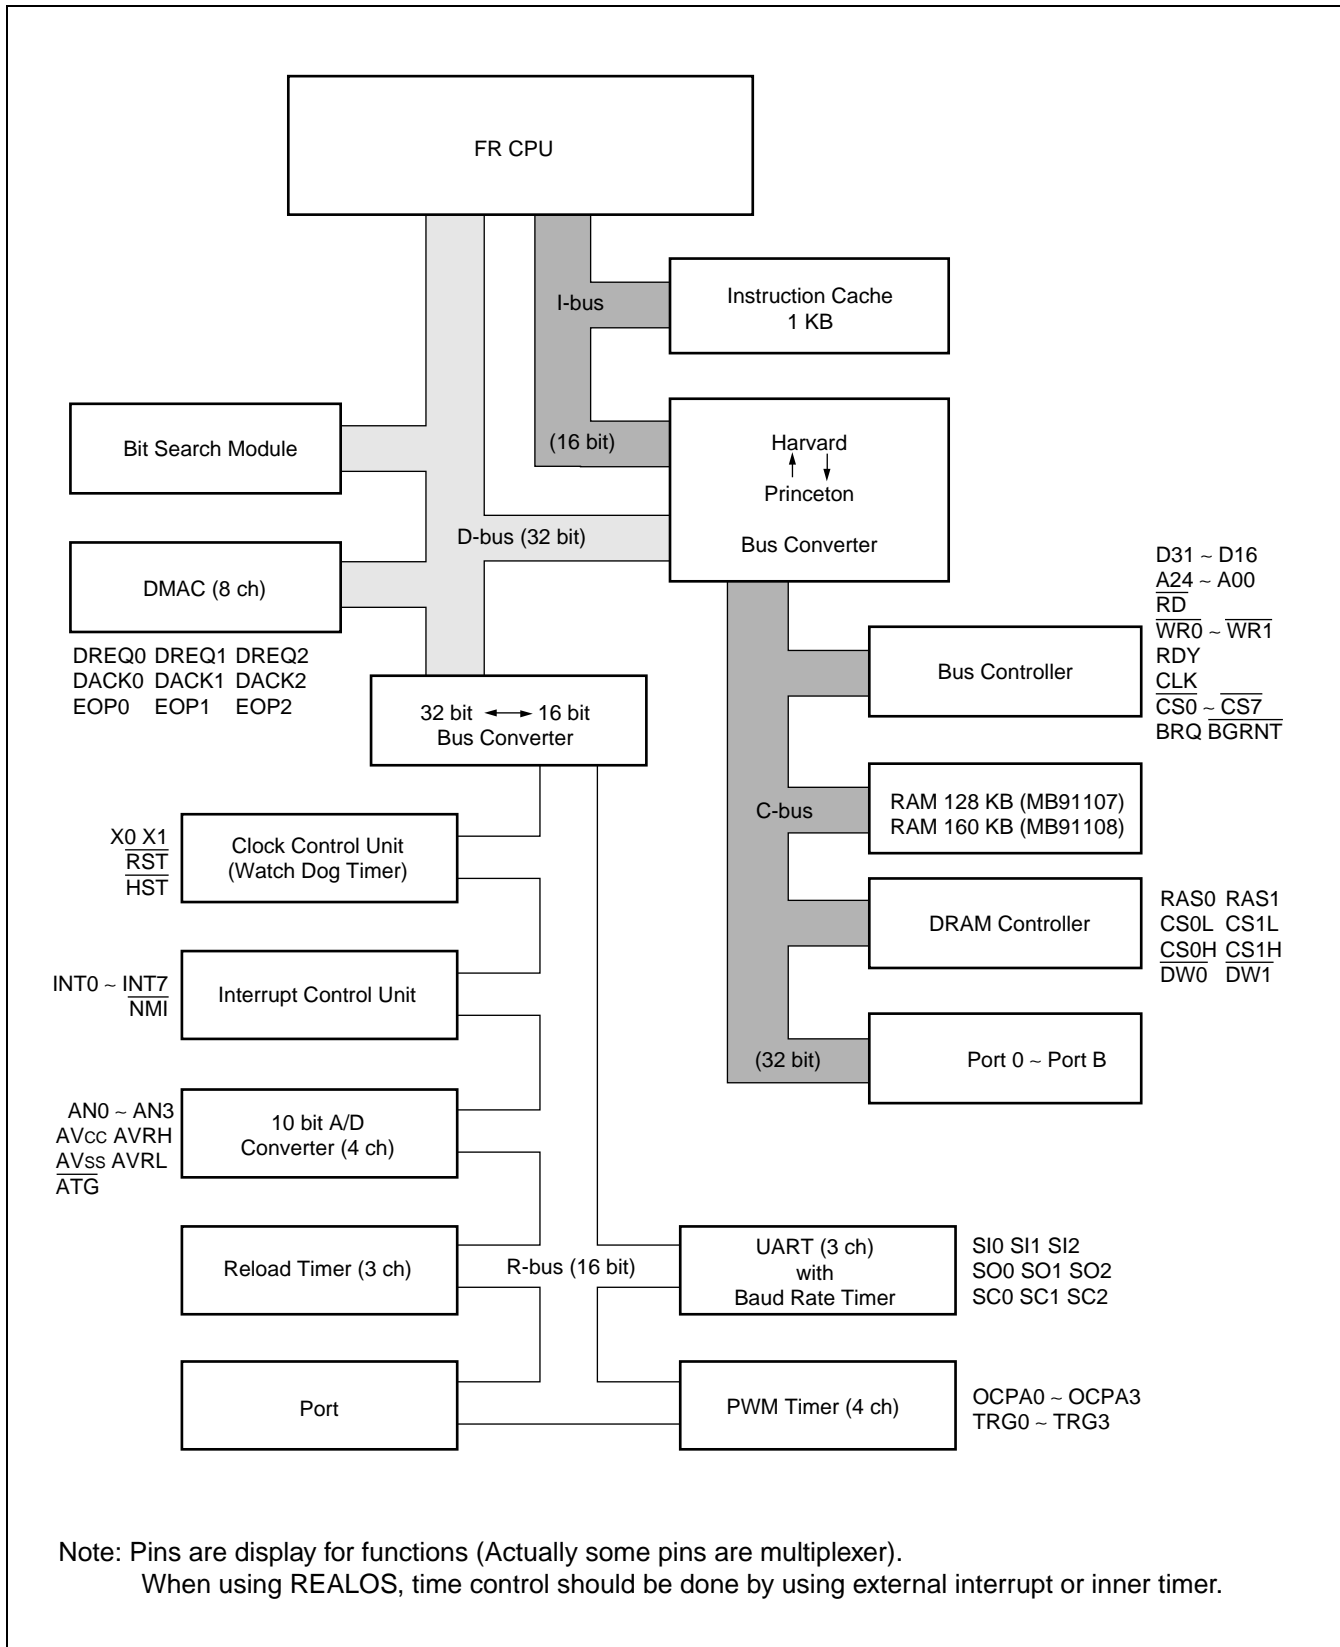 FR CPU
I-bus
Instruction Cache
1 KB
Bit Search Module
(16 bit)
Harvard
Princeton
Bus Converter
D-bus (32 bit)
DMAC (8 ch)
DREQ0 DREQ1 DREQ2
DACK0 DACK1 DACK2
EOP0 EOP1 EOP2
32 bit ↔ 16 bit
Bus Converter
D31 ~ D16
A24 ~ A00
RD
WR0 ~ WR1
RDY
CLK
CS0 ~ CS7
BRQ BGRNT
Bus Controller
C-bus
RAM 128 KB (MB91107)
RAM 160 KB (MB91108)
X0 X1
RST
HST
Clock Control Unit
(Watch Dog Timer)
DRAM Controller
RAS0 RAS1
CS0L CS1L
CS0H CS1H
DW0 DW1
INT0 ~ INT7
NMI
Interrupt Control Unit
(32 bit)
Port 0 ~ Port B
AN0 ~ AN3
AVCC AVRH
AVSS AVRL
ATG
10 bit A/D
Converter (4 ch)
Reload Timer (3 ch)
R-bus (16 bit)
UART (3 ch)
with
Baud Rate Timer
SI0 SI1 SI2
SO0 SO1 SO2
SC0 SC1 SC2
Port
PWM Timer (4 ch)
OCPA0 ~ OCPA3
TRG0 ~ TRG3
Note: Pins are display for functions (Actually some pins are multiplexer).
When using REALOS, time control should be done by using external interrupt or inner timer.